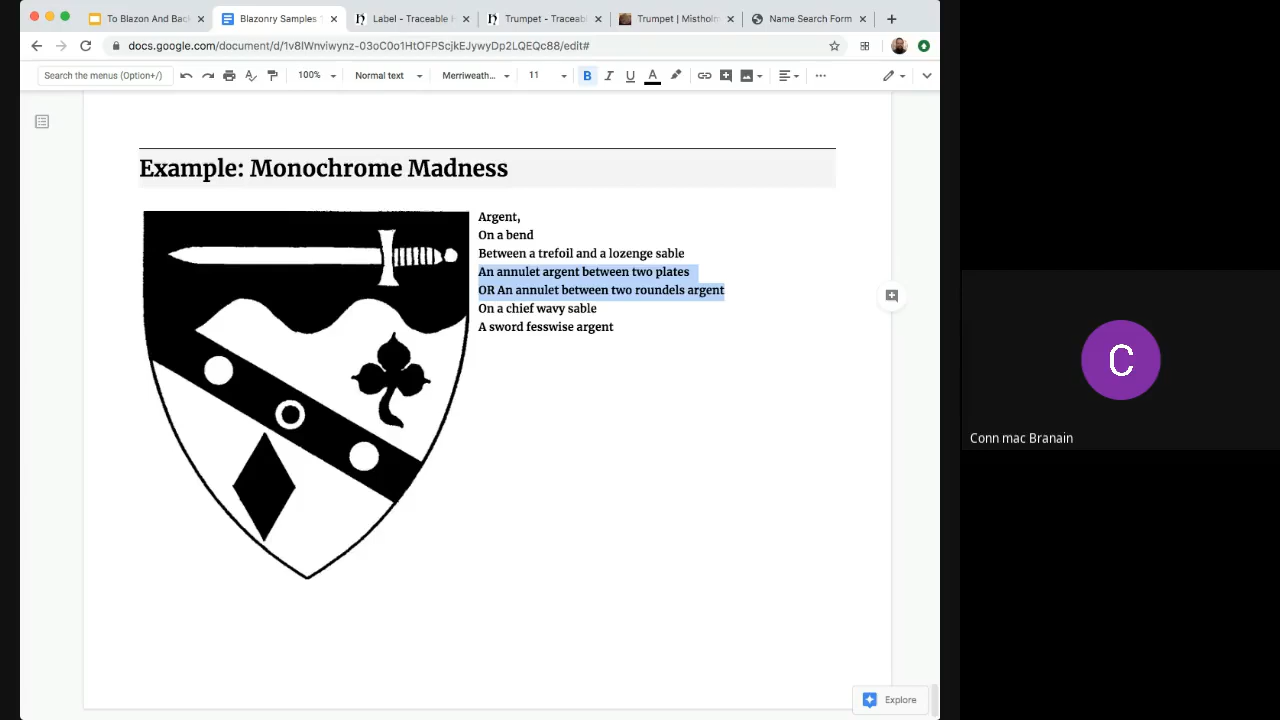 To Blazon And Back
Blazonry Samples
Label - Traceable
Trumpet - Traceab
Trumpet | Mistholm
Name Search Form
docs.google.com/document/d/1v8lWnviwynz-03oC0o1HtOFPScjkEJywyDp2LQEQc88/edit#
Search the menus (Option+/)
100%
Normal text
Merriweath...
11
B
I
U
A
Example: Monochrome Madness
Argent,
On a bend
Between a trefoil and a lozenge sable
An annulet argent between two plates
OR An annulet between two roundels argent
On a chief wavy sable
A sword fesswise argent
C
Conn mac Branain
Explore